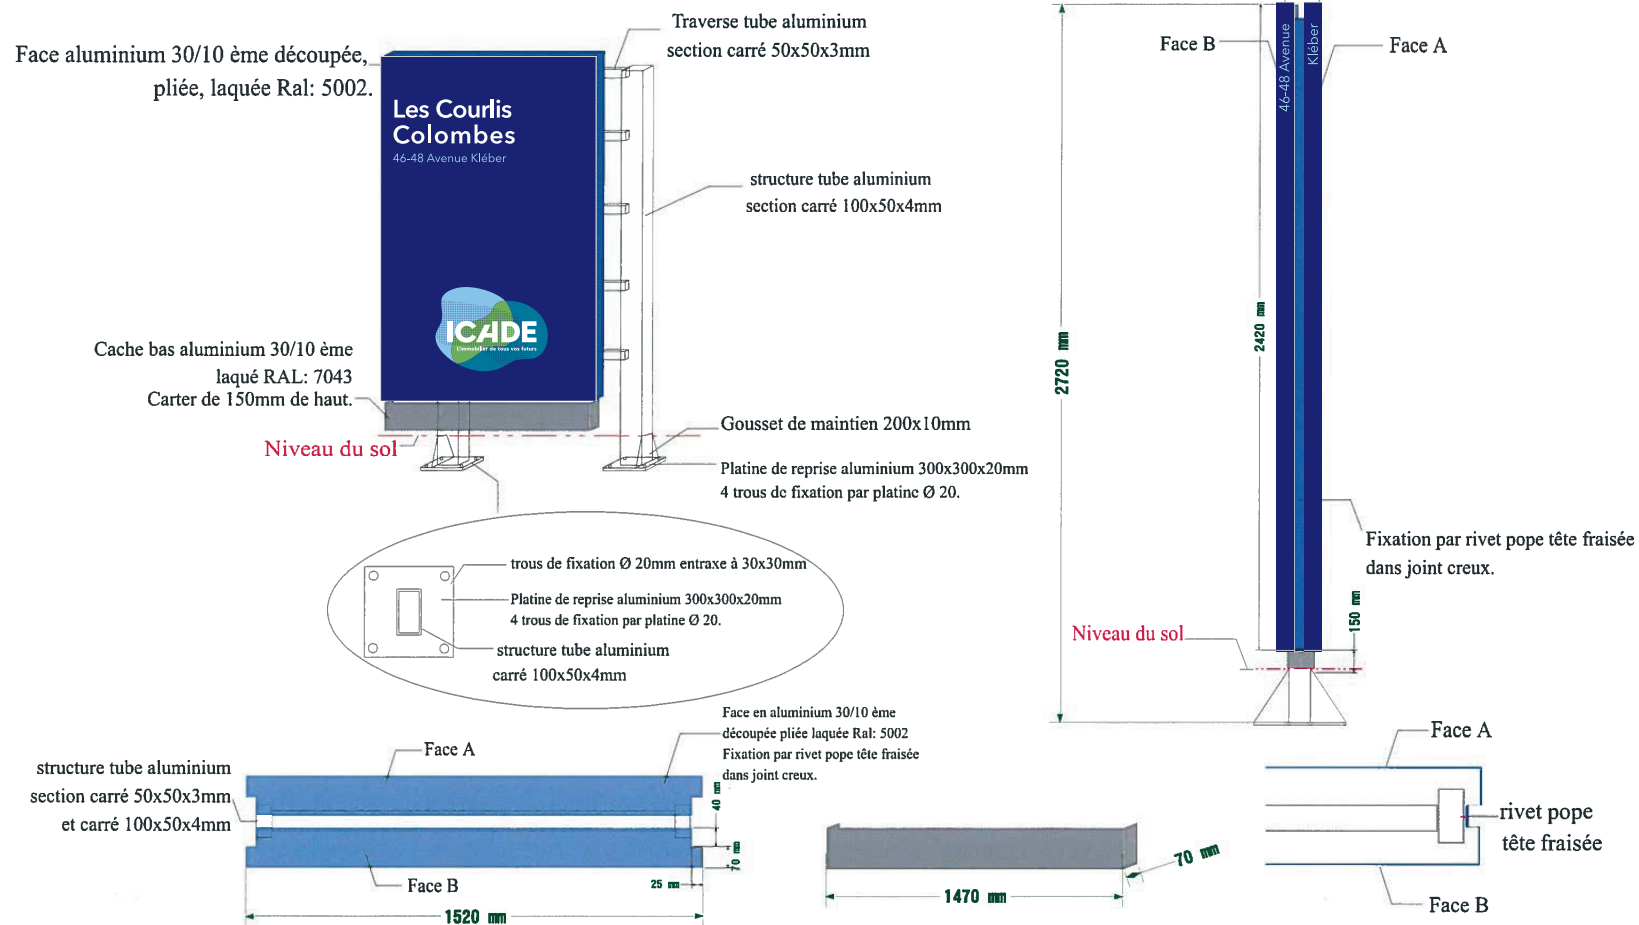 Face aluminium 30/10 ème découpée,
pliée, laquée Ral: 5002.
Traverse tube aluminium
section carré 50x50x3mm
Les Courlis
Colombes
46-48 Avenue Kléber
structure tube aluminium
section carré 100x50x4mm
ICADE
L'immobilier de tous vos futurs
Cache bas aluminium 30/10 ème
laqué RAL: 7043
Carter de 150mm de haut.
Niveau du sol
Gousset de maintien 200x10mm
Platine de reprise aluminium 300x300x20mm
4 trous de fixation par platine Ø 20.
trous de fixation Ø 20mm entraxe à 30x30mm
Platine de reprise aluminium 300x300x20mm
4 trous de fixation par platine Ø 20.
structure tube aluminium
carré 100x50x4mm
Face B
46-48 Avenue
Kléber
Face A
2720 mm
2420 mm
Fixation par rivet pope tête fraisée
dans joint creux.
150 mm
Niveau du sol
Face A
Face en aluminium 30/10 ème
découpée pliée laquée Ral: 5002
Fixation par rivet pope tête fraisée
dans joint creux.
structure tube aluminium
section carré 50x50x3mm
et carré 100x50x4mm
40 mm
70 mm
25 mm
Face B
1520 mm
70 mm
1470 mm
Face A
rivet pope
tête fraisée
Face B